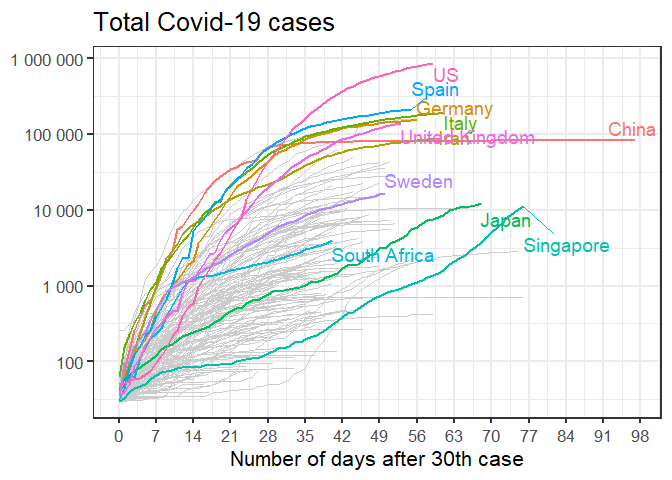 Total Covid-19 cases
1 000 000
100 000
10 000
1 000
100
US
Spain
Germany
Italy
China
United Kingdom
Sweden
Japan
Singapore
South Africa
0 7 14 21 28 35 42 49 56 63 70 77 84 91 98
Number of days after 30th case